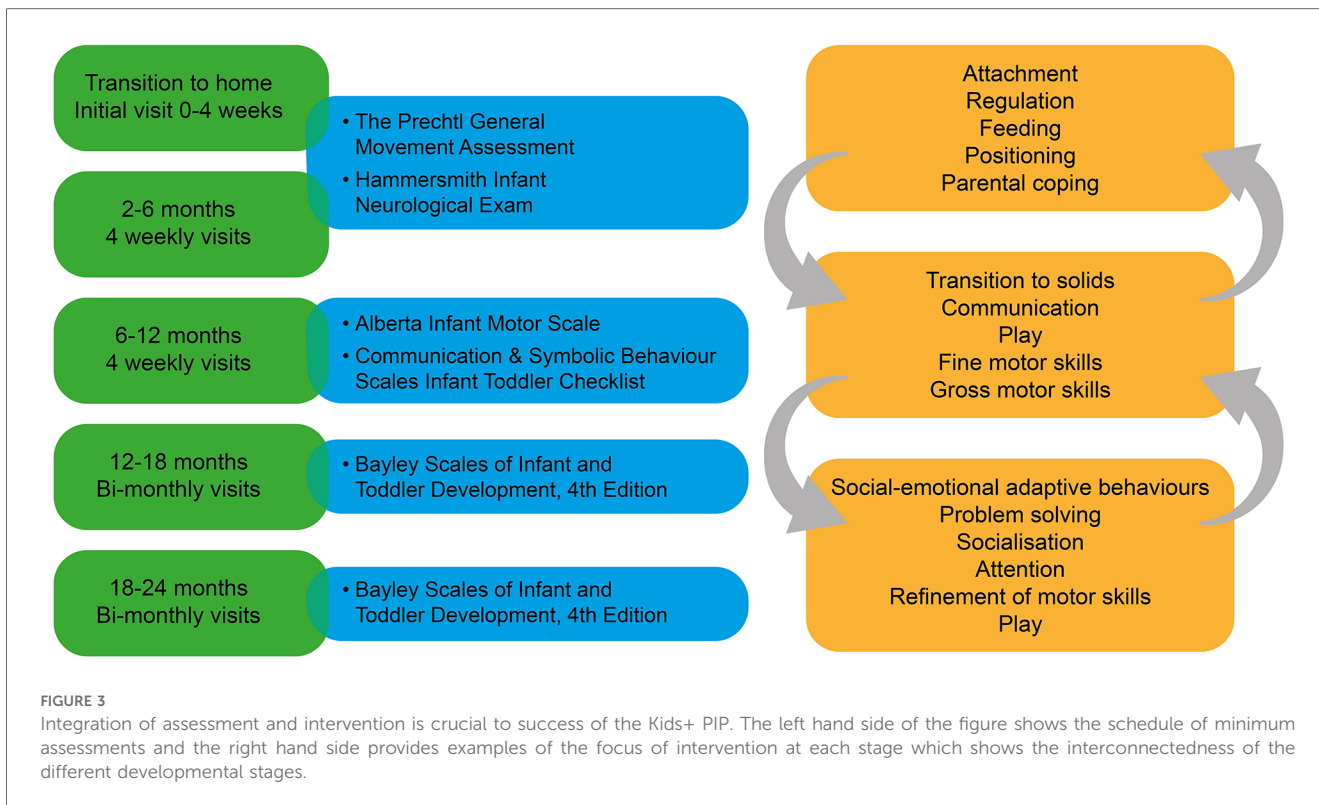 Transition to home
Initial visit 0-4 weeks
• The Prechtl General
Movement Assessment
• Hammersmith Infant
Neurological Exam
2-6 months
4 weekly visits
6-12 months
4 weekly visits
• Alberta Infant Motor Scale
• Communication & Symbolic Behaviour
Scales Infant Toddler Checklist
12-18 months
Bi-monthly visits
• Bayley Scales of Infant and
Toddler Development, 4th Edition
18-24 months
Bi-monthly visits
• Bayley Scales of Infant and
Toddler Development, 4th Edition
Attachment
Regulation
Feeding
Positioning
Parental coping
Transition to solids
Communication
Play
Fine motor skills
Gross motor skills
Social-emotional adaptive behaviours
Problem solving
Socialisation
Attention
Refinement of motor skills
Play
FIGURE 3
Integration of assessment and intervention is crucial to success of the Kids+ PIP. The left hand side of the figure shows the schedule of minimum
assessments and the right hand side provides examples of the focus of intervention at each stage which shows the interconnectedness of the
different developmental stages.